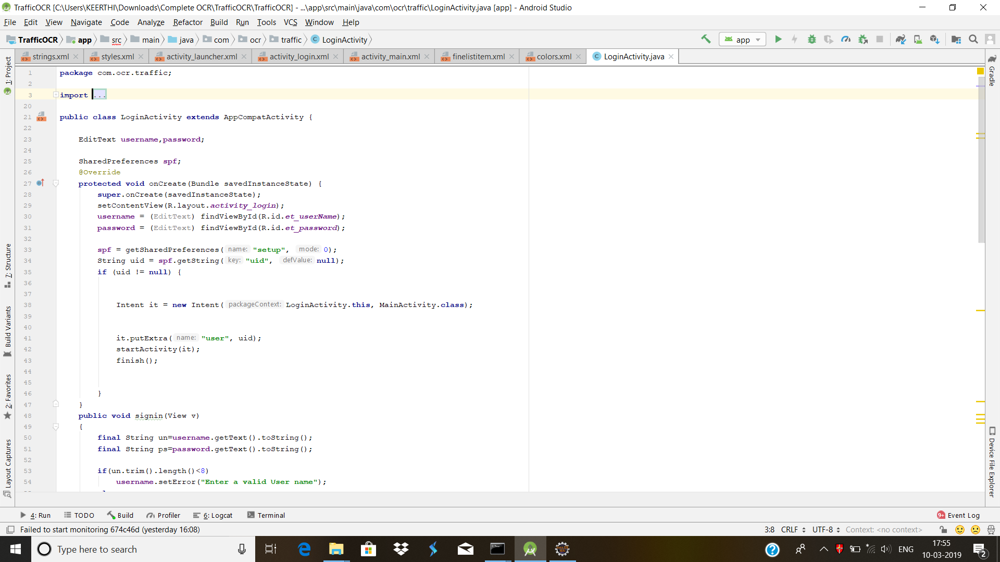 TrafficOCR [C:\Users\KEERTHI\Downloads\Complete OCR\TrafficOCR\TrafficOCR] - ...\app\src\main\java\com\ocr\traffic\LoginActivity.java [app] - Android Studio
File Edit View Navigate Code Analyze Refactor Build Run Tools VCS Window Help
TrafficOCR app src main java com ocr traffic LoginActivity app
strings.xml styles.xml activity_launcher.xml activity_login.xml activity_main.xml finelistitem.xml colors.xml LoginActivity.java
1: Project
7: Structure
Build Variants
2: Favorites
Layout Captures
1 package com.ocr.traffic;
2
3 import ...
20
21 public class LoginActivity extends AppCompatActivity {
22
23 EditText username,password;
24
25 SharedPreferences spf;
26 @Override
27 protected void onCreate(Bundle savedInstanceState) {
28 super.onCreate(savedInstanceState);
29 setContentView(R.layout.activity_login);
30 username = (EditText) findViewById(R.id.et_userName);
31 password = (EditText) findViewById(R.id.et_password);
32
33 spf = getSharedPreferences( name: "setup", mode: 0);
34 String uid = spf.getString( key: "uid", defValue: null);
35 if (uid != null) {
36
37
38 Intent it = new Intent( packageContext: LoginActivity.this, MainActivity.class);
39
40
41 it.putExtra( name: "user", uid);
42 startActivity(it);
43 finish();
44
45
46 }
47 }
48 public void signin(View v)
49 {
50 final String un=username.getText().toString();
51 final String ps=password.getText().toString();
52
53 if(un.trim().length()<8)
54 username.setError("Enter a valid User name");
Gradle
Device File Explorer
4: Run TODO Build Profiler 6: Logcat Terminal 9+ Event Log
Failed to start monitoring 674c46d (yesterday 16:08) 3:8 CRLF UTF-8 Context: <no context>
Type here to search ENG 17:55
10-03-2019 2